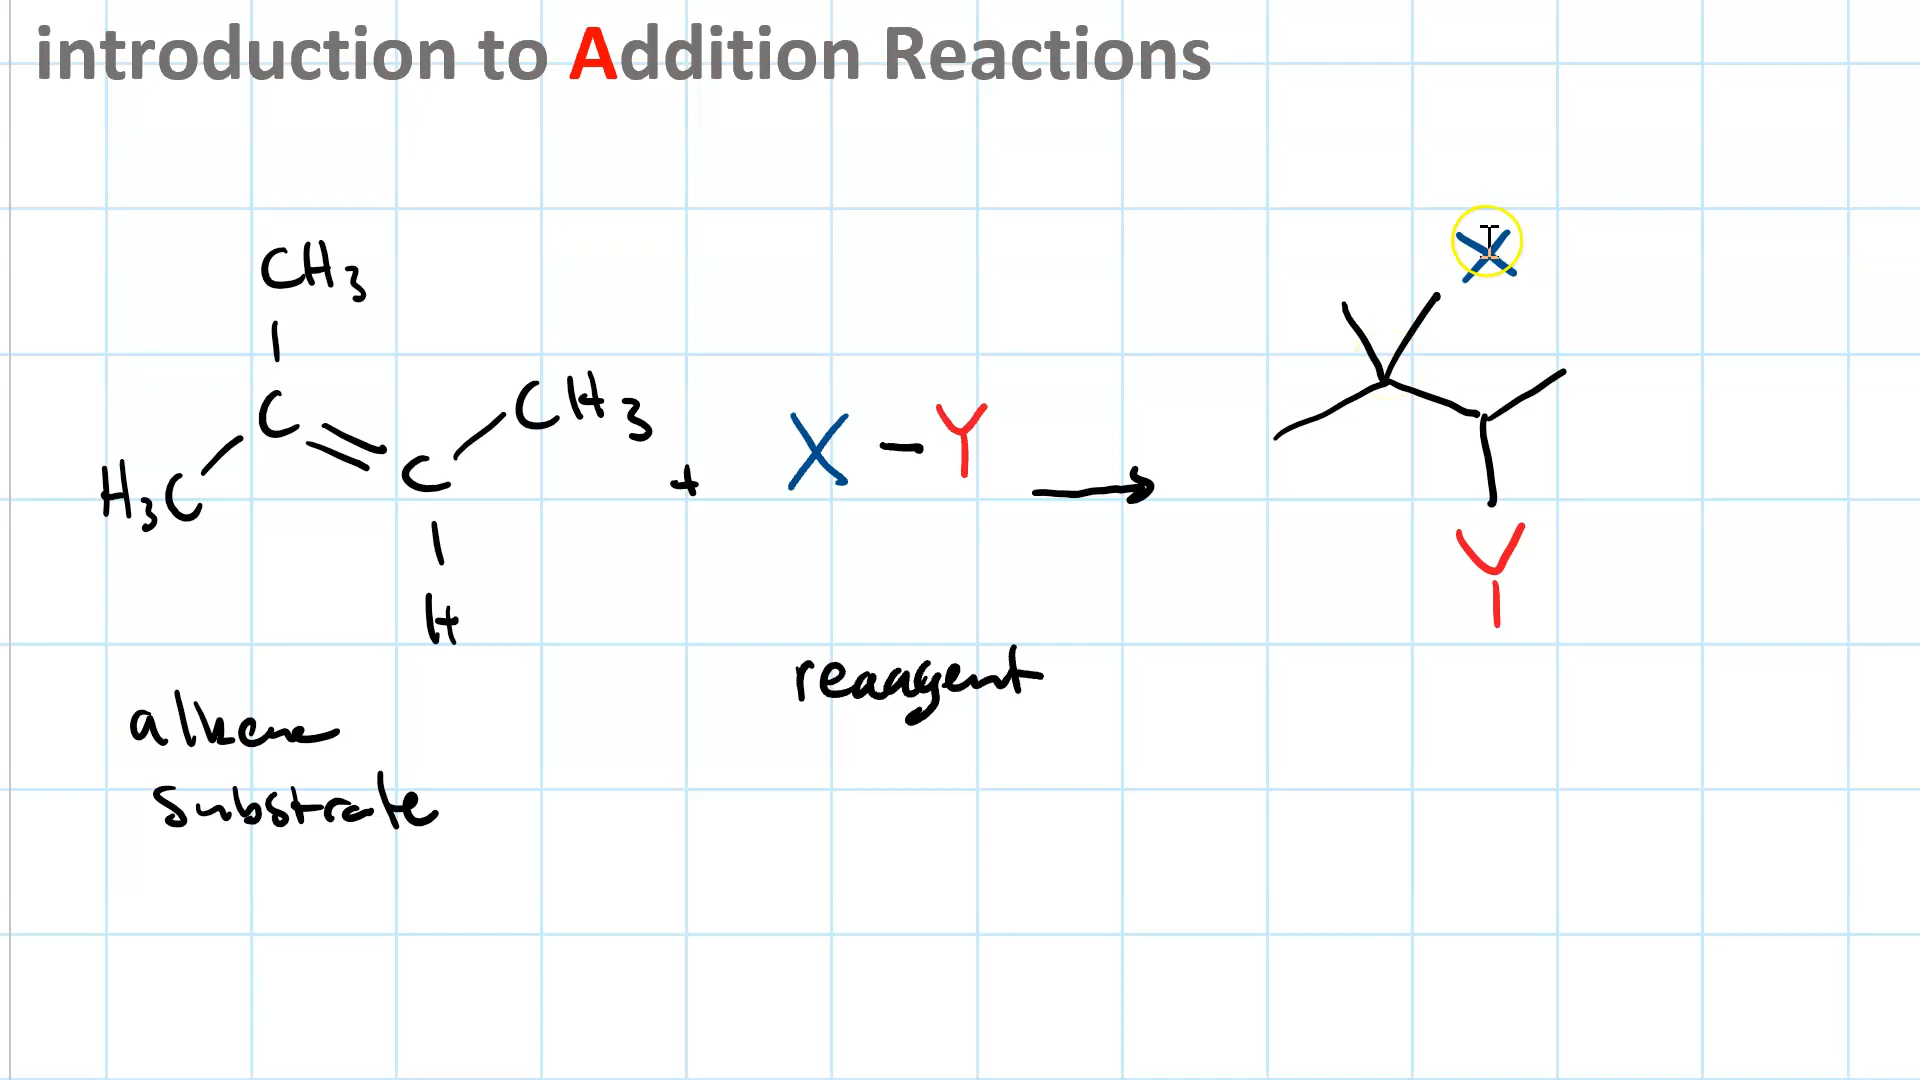 introduction to Addition Reactions
CH3
C
H3C
C
CH3
H
+
X - Y
→
X
Y
reaagent
alkene
substrate